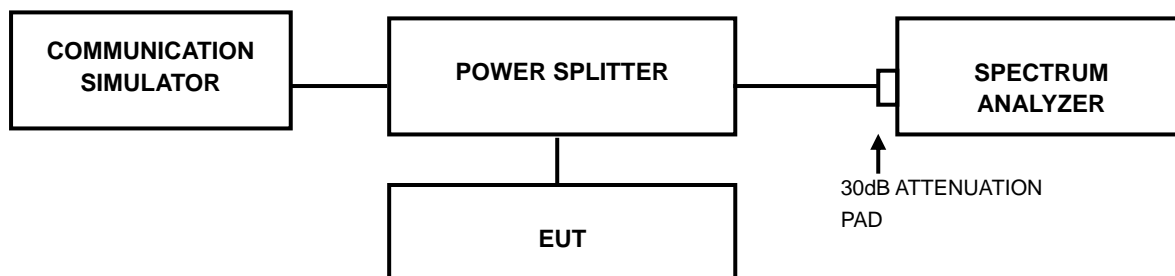 COMMUNICATION
SIMULATOR
POWER SPLITTER
SPECTRUM
ANALYZER
30dB ATTENUATION
PAD
EUT